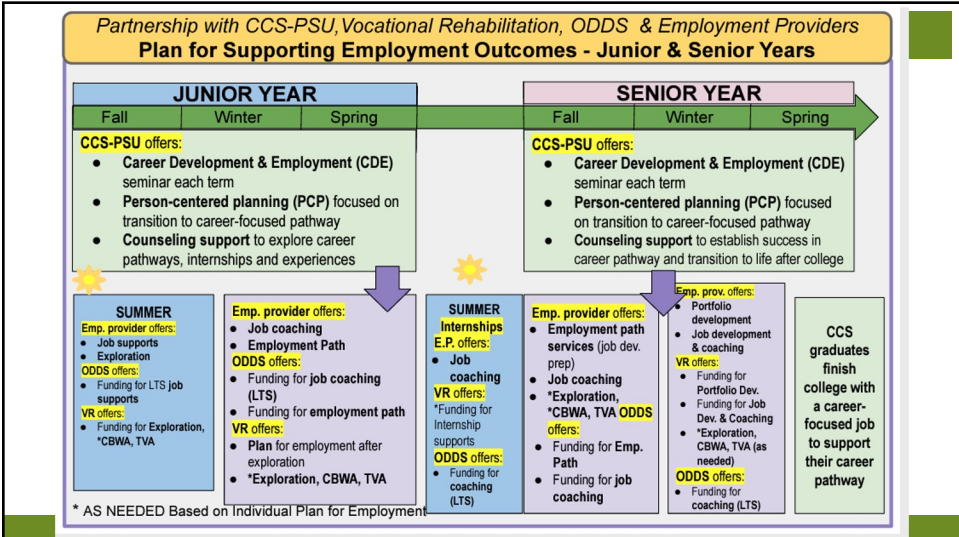 Partnership with CCS-PSU,Vocational Rehabilitation, ODDS & Employment Providers
Plan for Supporting Employment Outcomes - Junior & Senior Years
JUNIOR YEAR
Fall
Winter
Spring
CCS-PSU offers:
● Career Development & Employment (CDE)
seminar each term
● Person-centered planning (PCP) focused on
transition to career-focused pathway
● Counseling support to explore career
pathways, internships and experiences
SENIOR YEAR
Fall
Winter
Spring
CCS-PSU offers:
● Career Development & Employment (CDE)
seminar each term
● Person-centered planning (PCP) focused
on transition to career-focused pathway
● Counseling support to establish success in
career pathway and transition to life after college
SUMMER
Emp. provider offers:
● Job supports
● Exploration
ODDS offers:
● Funding for LTS job
supports
VR offers:
● Funding for Exploration,
*CBWA, TVA
Emp. provider offers:
● Job coaching
● Employment Path
ODDS offers:
● Funding for job coaching
(LTS)
● Funding for employment path
VR offers:
● Plan for employment after
exploration
● *Exploration, CBWA, TVA
SUMMER
Internships
E.P. offers:
● Job
coaching
VR offers:
*Funding for
Internship
supports
ODDS offers:
● Funding for
coaching
(LTS)
Emp. provider offers:
● Employment path
services (job dev.
prep)
● Job coaching
● *Exploration,
*CBWA, TVA ODDS
offers:
● Funding for Emp.
Path
● Funding for job
coaching
Emp. prov. offers:
● Portfolio
development
● Job development
& coaching
VR offers:
● Funding for
Portfolio Dev.
● Funding for Job
Dev. & Coaching
● *Exploration,
CBWA, TVA (as
needed)
ODDS offers:
● Funding for
coaching (LTS)
CCS
graduates
finish
college with
a career-
focused job
to support
their career
pathway
* AS NEEDED Based on Individual Plan for Employment